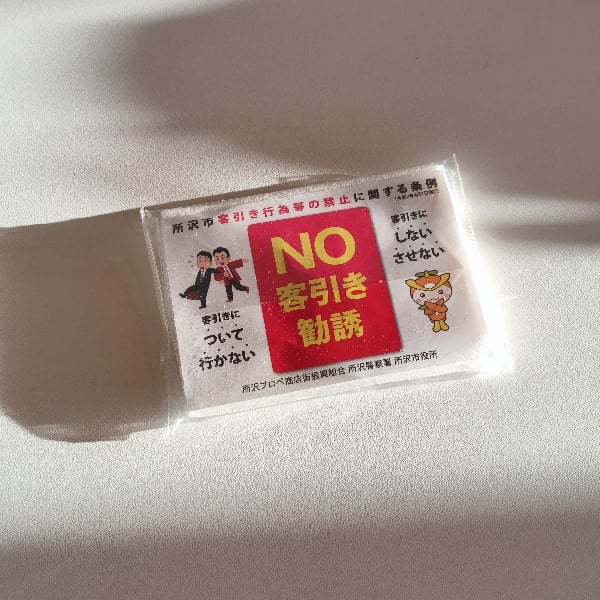 所沢市客引き行為等の禁止に関する条例
NO
客引き
勧誘
客引きに
ついて
行かない
客引きに
しない
させない
所沢プロペ商店街振興組合 所沢警察署 所沢市役所